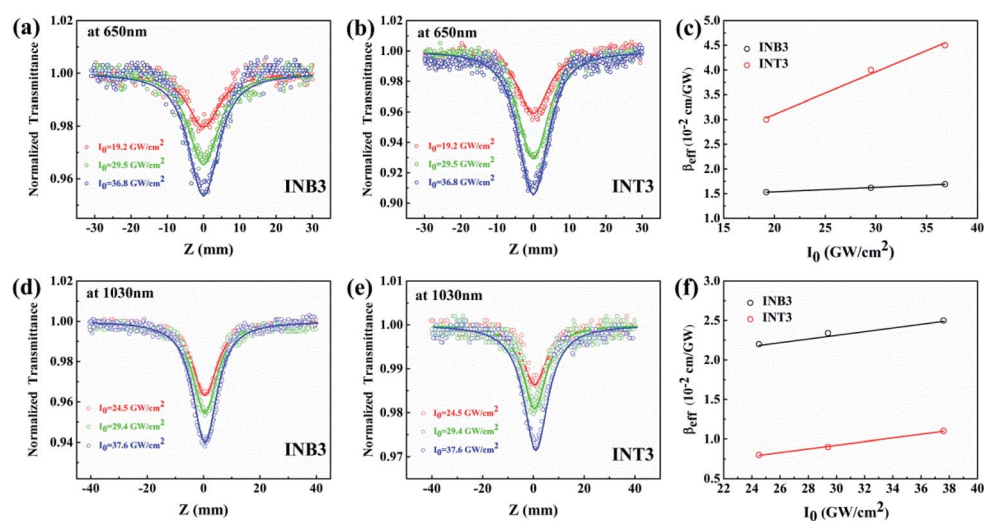 (a)
at 650nm
1.02
1.00
0.98
0.96
Normalized Transmittance
I0=19.2 GW/cm2
I0=29.5 GW/cm2
I0=36.8 GW/cm2
INB3
-30 -20 -10 0 10 20 30
Z (mm)
(b)
at 650nm
1.00
0.98
0.96
0.94
0.92
0.90
Normalized Transmittance
I0=19.2 GW/cm2
I0=29.5 GW/cm2
I0=36.8 GW/cm2
INT3
-30 -20 -10 0 10 20 30
Z (mm)
(c)
5.0
4.5
4.0
3.5
3.0
2.5
2.0
1.5
1.0
βeff (10-2 cm/GW)
INB3
INT3
15 20 25 30 35 40
I0 (GW/cm2)
(d)
at 1030nm
1.02
1.00
0.98
0.96
0.94
Normalized Transmittance
I0=24.5 GW/cm2
I0=29.4 GW/cm2
I0=37.6 GW/cm2
INB3
-40 -20 0 20 40
Z (mm)
(e)
at 1030nm
1.01
1.00
0.99
0.98
0.97
Normalized Transmittance
I0=24.5 GW/cm2
I0=29.4 GW/cm2
I0=37.6 GW/cm2
INT3
-40 -20 0 20 40
Z (mm)
(f)
3.0
2.5
2.0
1.5
1.0
0.5
βeff (10-2 cm/GW)
INB3
INT3
22 24 26 28 30 32 34 36 38 40
I0 (GW/cm2)